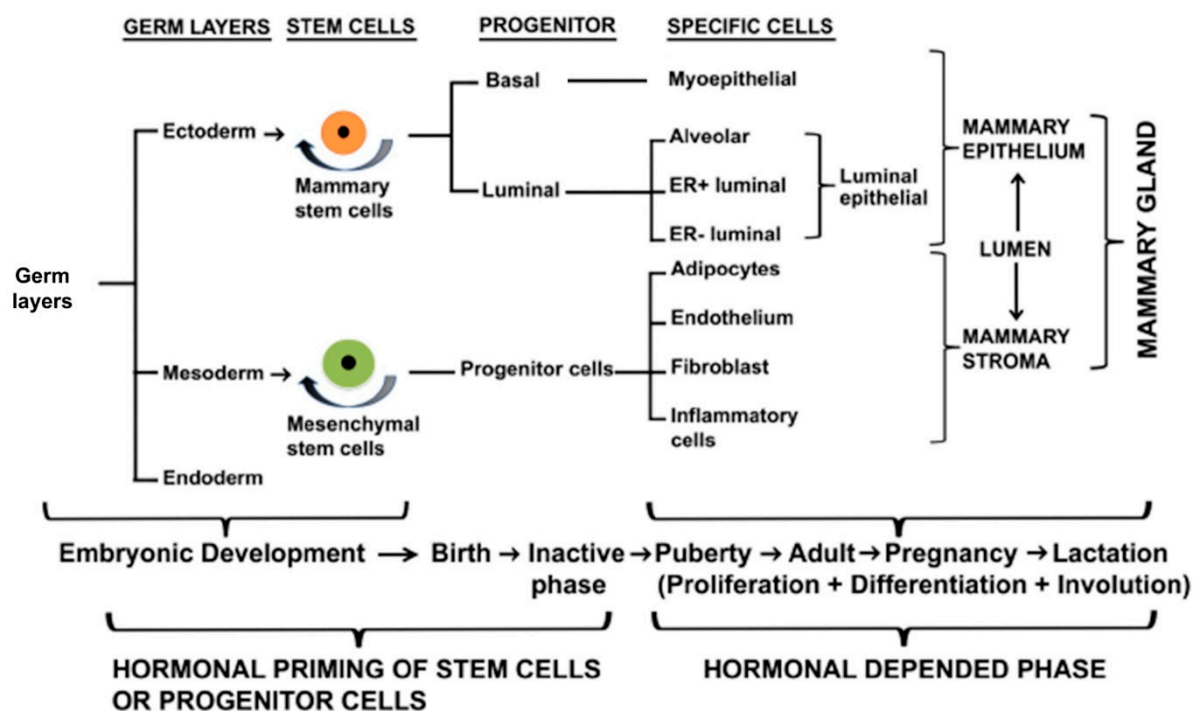 GERM LAYERS STEM CELLS PROGENITOR SPECIFIC CELLS
Basal
Myoepithelial
Ectoderm
Mammary
stem cells
Luminal
Alveolar
ER+ luminal
ER- luminal
Luminal
epithelial
MAMMARY
EPITHELIUM
LUMEN
MAMMARY
STROMA
MAMMARY GLAND
Germ
layers
Mesoderm
Mesenchymal
stem cells
Progenitor cells
Adipocytes
Endothelium
Fibroblast
Inflammatory
cells
Endoderm
Embryonic Development → Birth → Inactive → Puberty → Adult → Pregnancy → Lactation
phase (Proliferation + Differentiation + Involution)
HORMONAL PRIMING OF STEM CELLS
OR PROGENITOR CELLS
HORMONAL DEPENDED PHASE